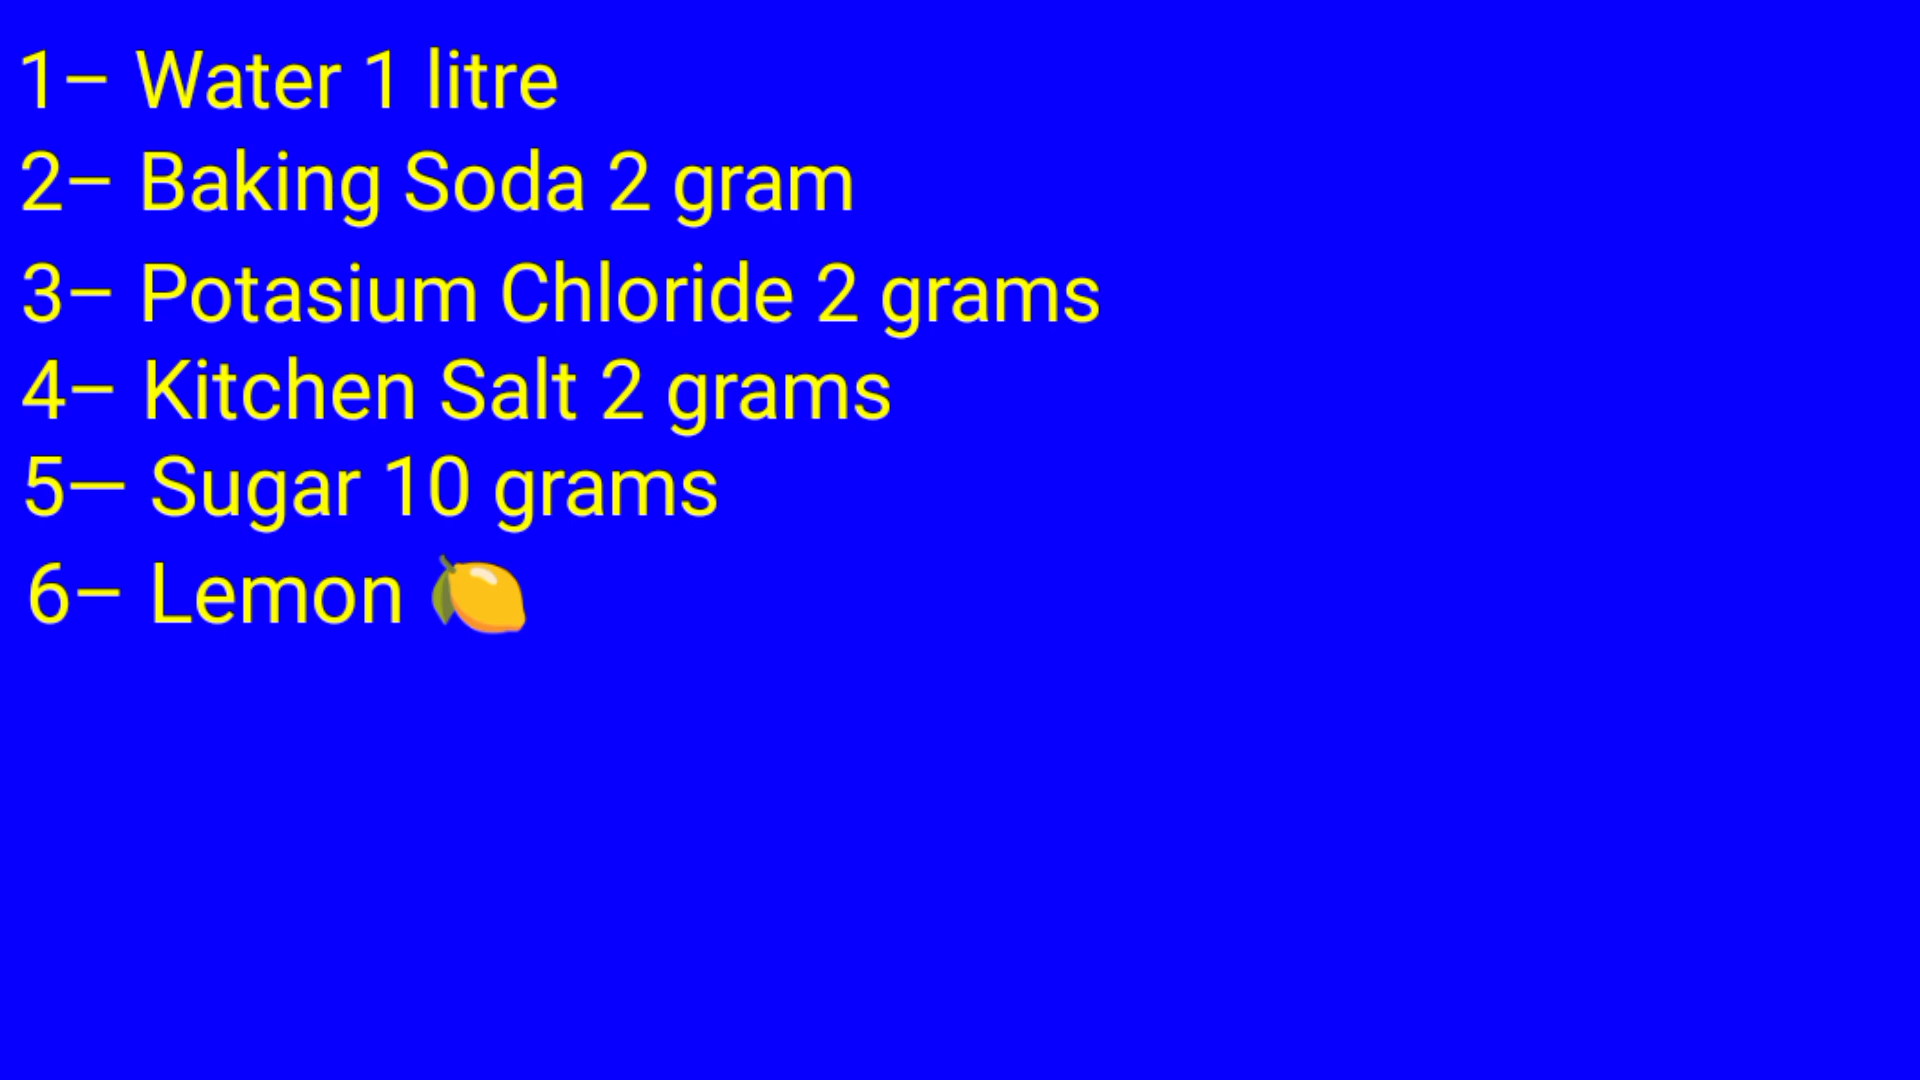 1– Water 1 litre
2– Baking Soda 2 gram
3– Potasium Chloride 2 grams
4– Kitchen Salt 2 grams
5— Sugar 10 grams
6– Lemon 🍋